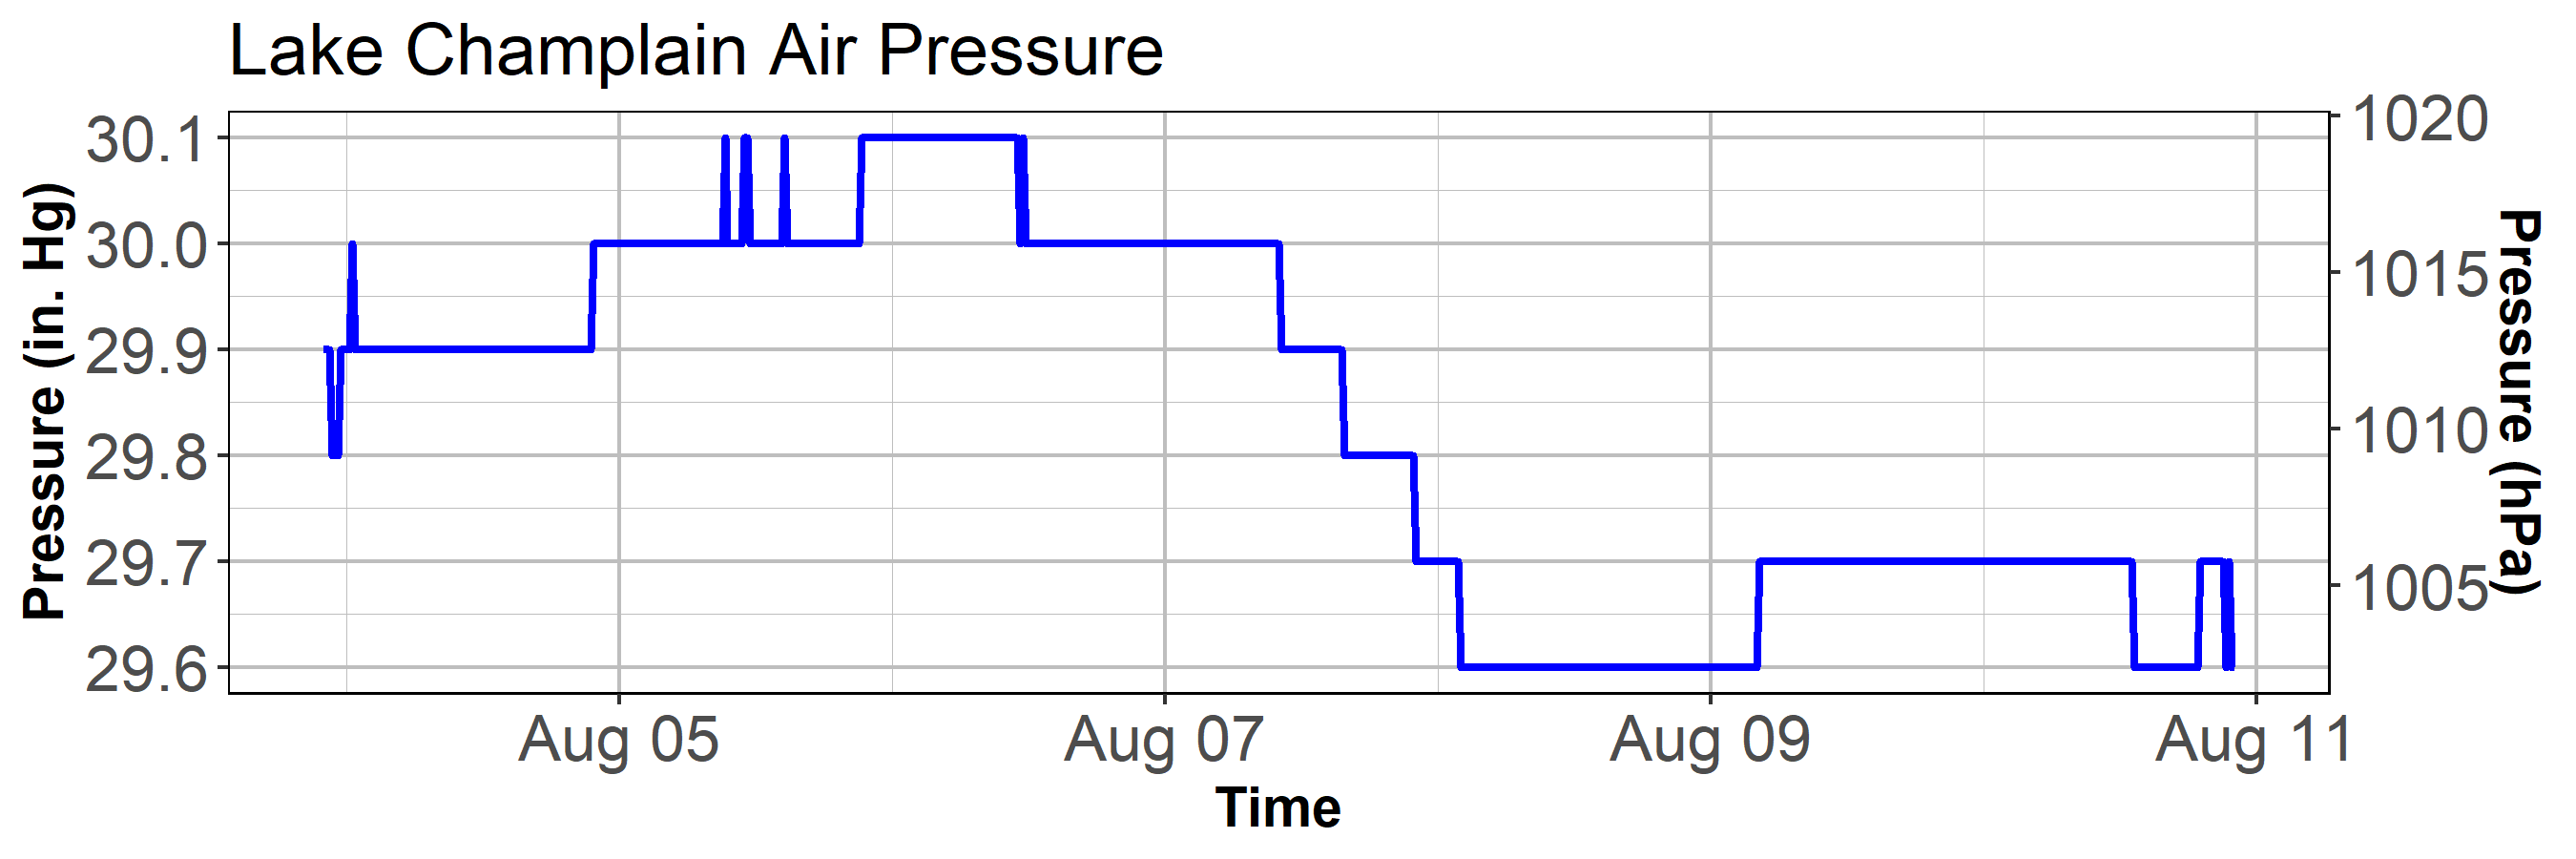 Lake Champlain Air Pressure
Pressure (in. Hg)
30.1
30.0
29.9
29.8
29.7
29.6
1020
1015
1010
1005
Pressure (hPa)
Aug 05 Aug 07 Aug 09 Aug 11
Time